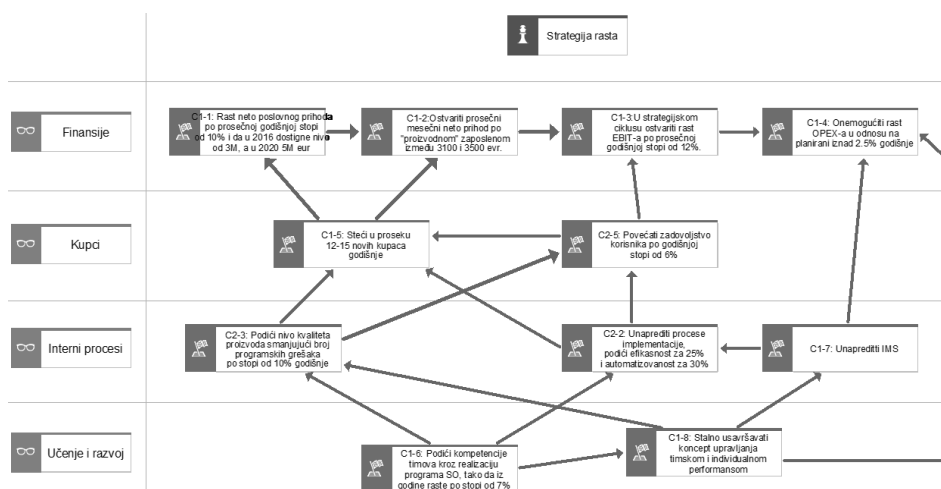 Strategija rasta
Finansije
C1-1: Rast neto poslovnog prihoda
po prosečnoj godišnjoj stopi
od 10% i da u 2016 dostigne nivo
od 3M, a u 2020 5M eur
C1-2:Ostvariti prosečni
mesečni neto prihod po
"proizvodnom" zaposlenom
između 3100 i 3500 evr.
C1-3:U strategijskom
ciklusu ostvariti rast
EBIT-a po prosečnoj
godišnjoj stopi od 12%.
C1-4: Onemogućiti rast
OPEX-a u odnosu na
planirani iznad 2.5% godišnje
Kupci
C1-5: Steći u proseku
12-15 novih kupaca
godišnje
C2-5: Povećati zadovoljstvo
korisnika po godišnjoj
stopi od 6%
Interni procesi
C2-3: Podići nivo kvaliteta
proizvoda smanjujući broj
programskih grešaka
po stopi od 10% godišnje
C2-2: Unaprediti procese
implementacije,
podići efikasnost za 25%
i automatizovanost za 30%
C1-7: Unapreditti IMS
Učenje i razvoj
C1-6: Podići kompetencije
timova kroz realizaciju
programa SO, tako da iz
godine raste po stopi od 7%
C1-8: Stalno usavršavati
koncept upravljanja
timskom i individualnom
performansom